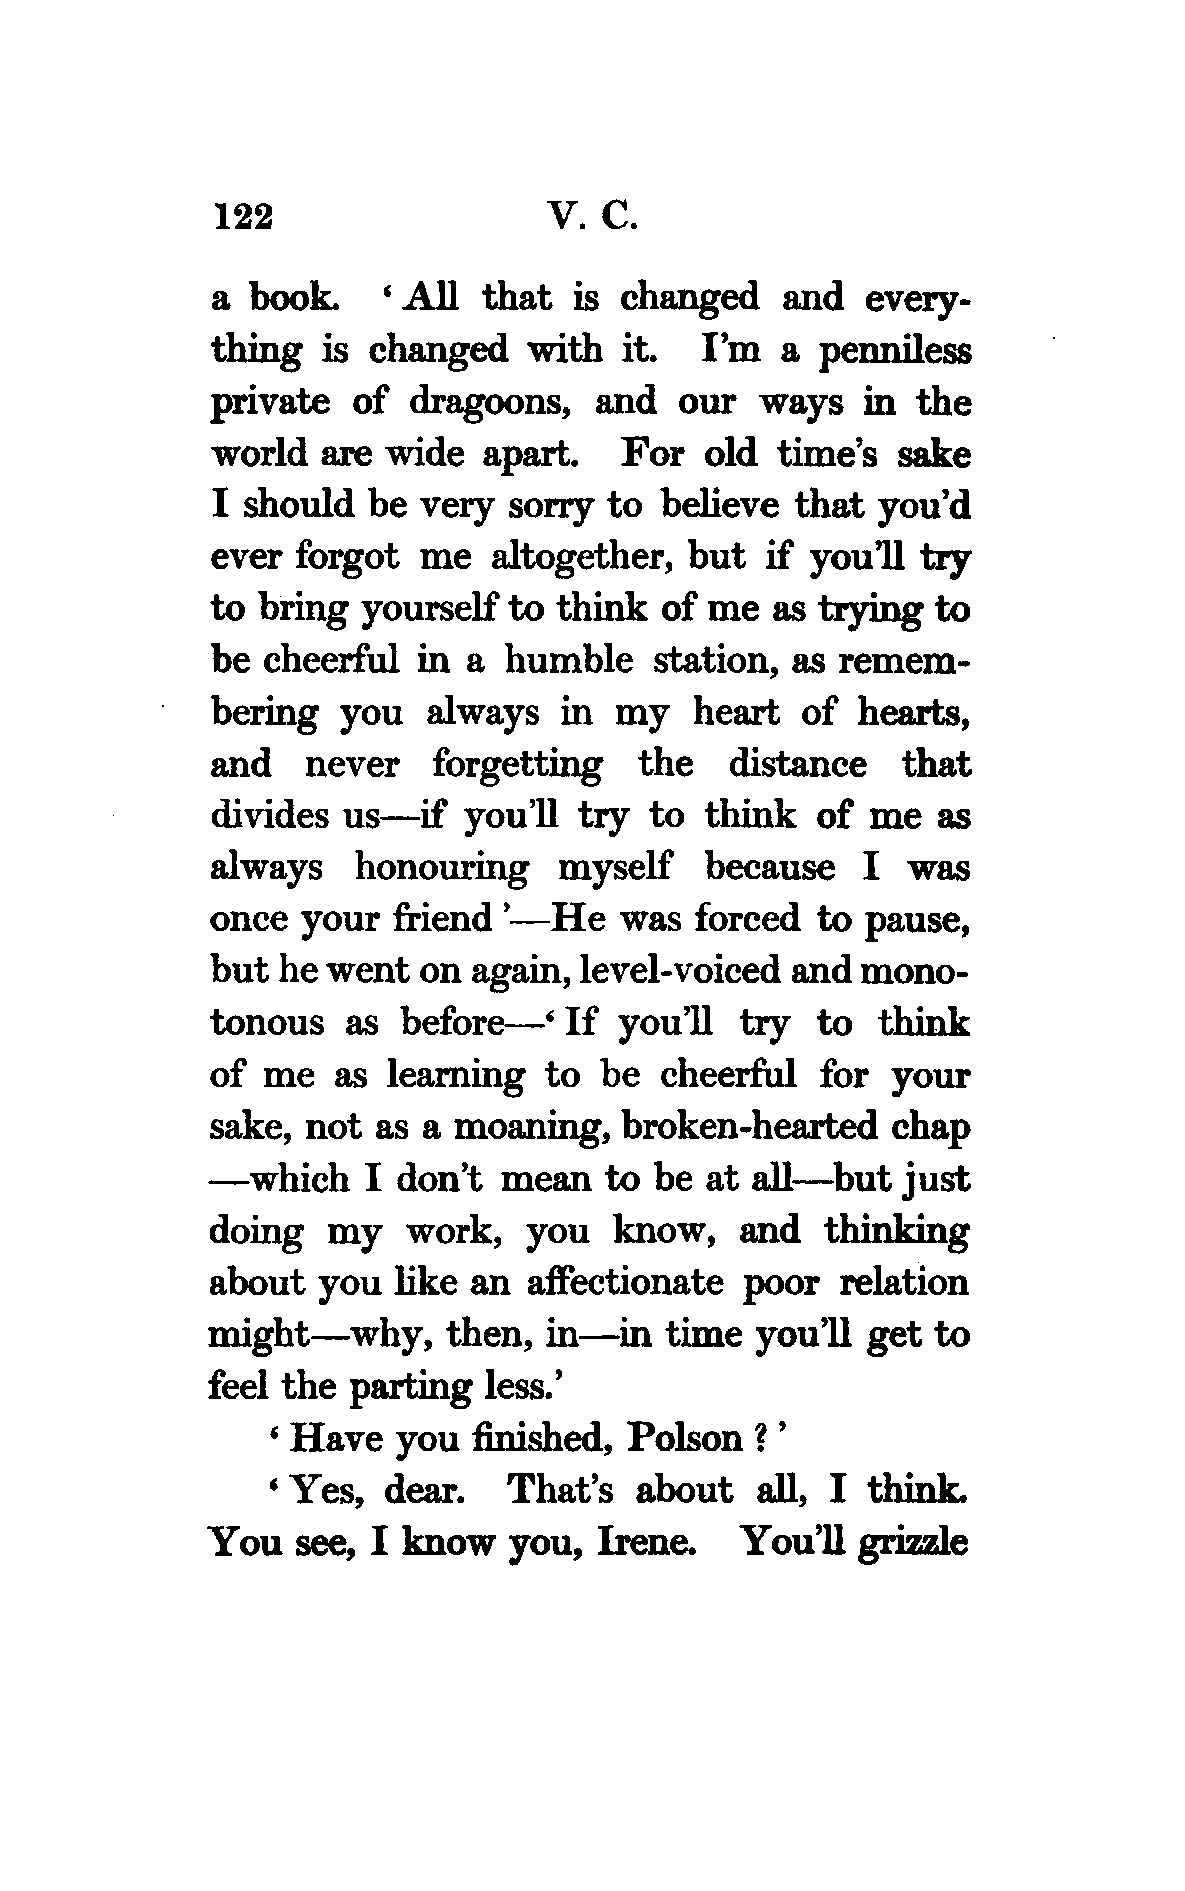 122 V. C.
a book. ‘ All that is changed and every-
thing is changed with it. I’m a penniless
private of dragoons, and our ways in the
world are wide apart. For old time’s sake
I should be very sorry to believe that you’d
ever forgot me altogether, but if you’ll try
to bring yourself to think of me as trying to
be cheerful in a humble station, as remem-
bering you always in my heart of hearts,
and never forgetting the distance that
divides us—if you’ll try to think of me as
always honouring myself because I was
once your friend ’—He was forced to pause,
but he went on again, level-voiced and mono-
tonous as before—‘ If you’ll try to think
of me as learning to be cheerful for your
sake, not as a moaning, broken-hearted chap
—which I don’t mean to be at all—but just
doing my work, you know, and thinking
about you like an affectionate poor relation
might—why, then, in—in time you’ll get to
feel the parting less.’
‘ Have you finished, Polson ? ’
‘ Yes, dear. That’s about all, I think.
You see, I know you, Irene. You’ll grizzle